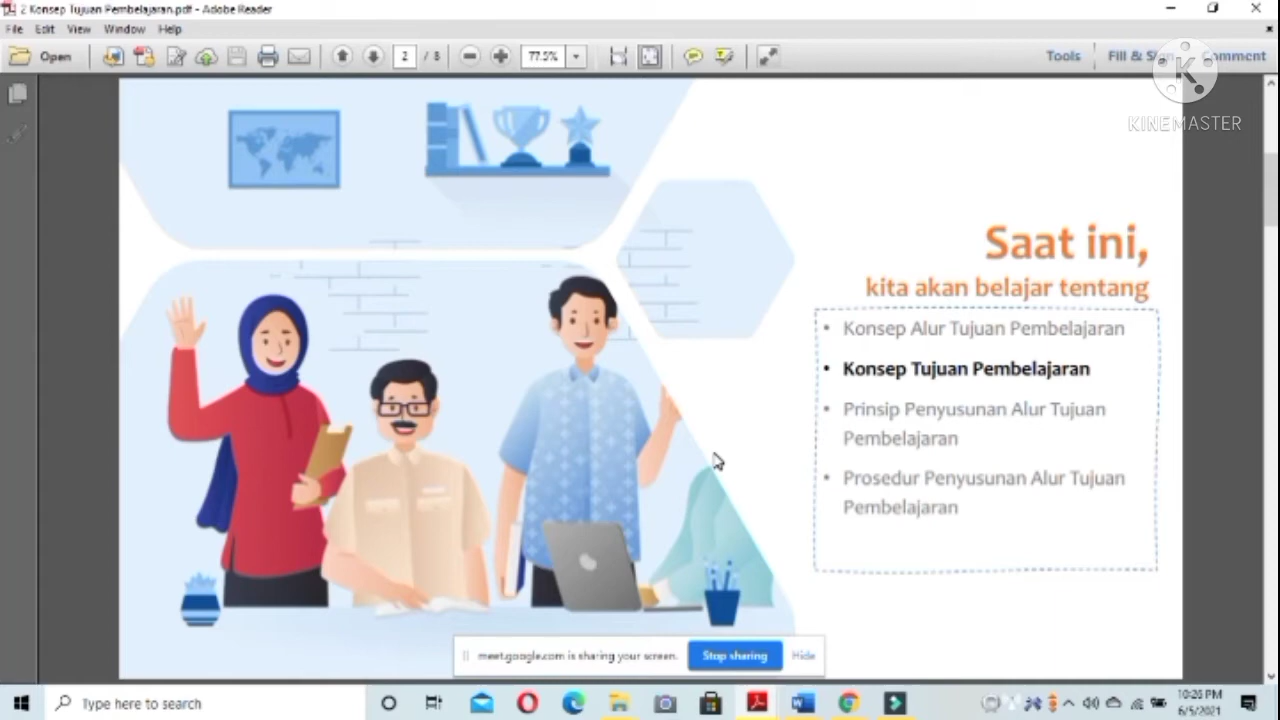 2 Konsep Tujuan Pembelajaran.pdf - Adobe Reader
File Edit View Window Help
Open 2 / 8 77.5% Tools Fill & Sign Comment
KINEMASTER
Saat ini,
kita akan belajar tentang
• Konsep Alur Tujuan Pembelajaran
• Konsep Tujuan Pembelajaran
• Prinsip Penyusunan Alur Tujuan
Pembelajaran
• Prosedur Penyusunan Alur Tujuan
Pembelajaran
meet.google.com is sharing your screen. Stop sharing Hide
Type here to search
10:26 PM
6/5/2021